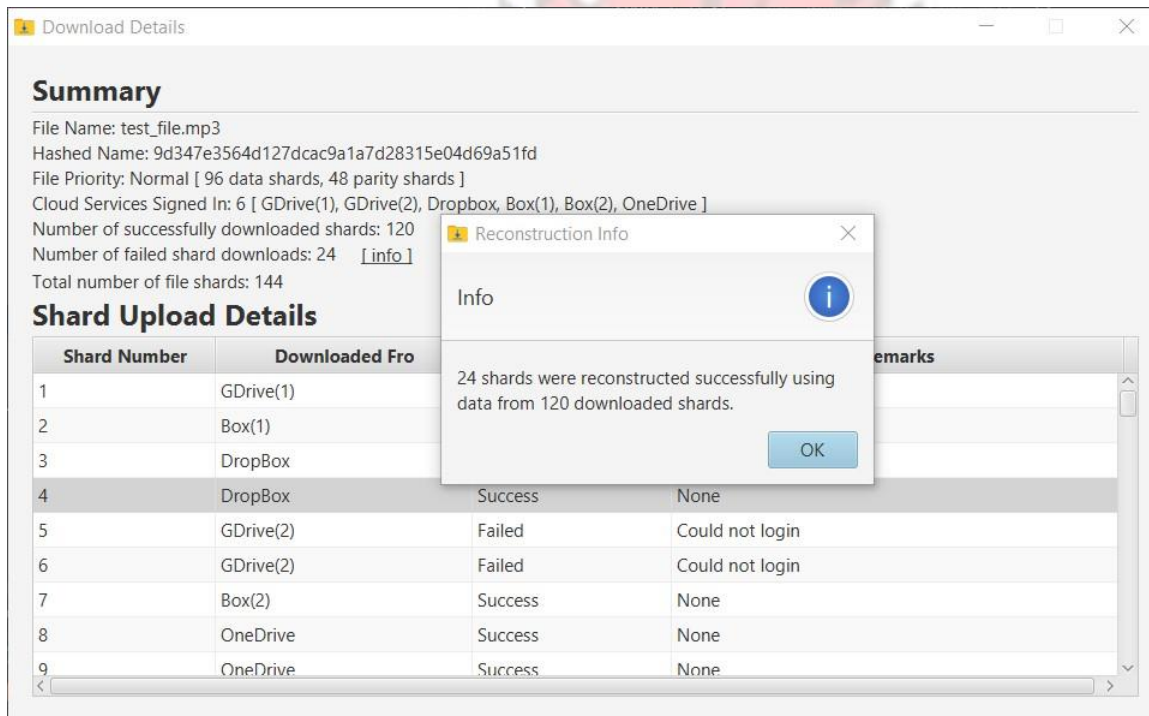 Download Details
Summary
File Name: test_file.mp3
Hashed Name: 9d347e3564d127dcac9a1a7d28315e04d69a51fd
File Priority: Normal [ 96 data shards, 48 parity shards ]
Cloud Services Signed In: 6 [ GDrive(1), GDrive(2), Dropbox, Box(1), Box(2), OneDrive ]
Number of successfully downloaded shards: 120
Number of failed shard downloads: 24 [ info ]
Total number of file shards: 144
Reconstruction Info
Info
24 shards were reconstructed successfully using
data from 120 downloaded shards.
OK
Shard Upload Details
Shard Number Downloaded Fro emarks
1 GDrive(1)
2 Box(1)
3 DropBox
4 DropBox Success None
5 GDrive(2) Failed Could not login
6 GDrive(2) Failed Could not login
7 Box(2) Success None
8 OneDrive Success None
9 OneDrive Success None